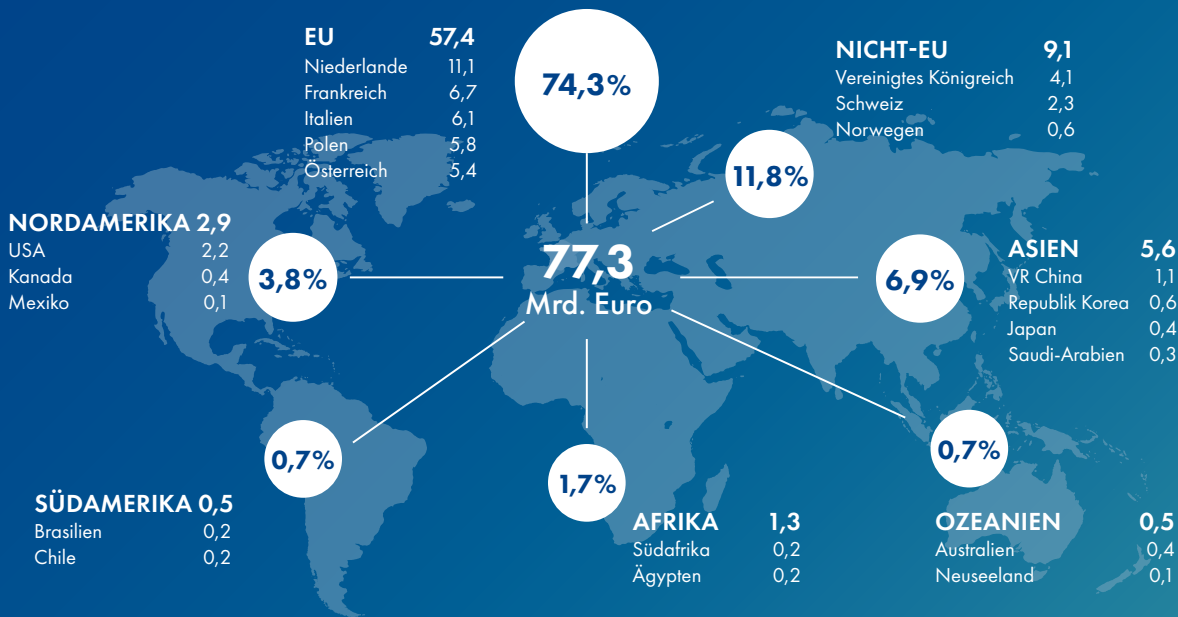 EU 57,4
Niederlande 11,1
Frankreich 6,7
Italien 6,1
Polen 5,8
Österreich 5,4
74,3%
NICHT-EU 9,1
Vereinigtes Königreich 4,1
Schweiz 2,3
Norwegen 0,6
11,8%
NORDAMERIKA 2,9
USA 2,2
Kanada 0,4
Mexiko 0,1
3,8%
77,3
Mrd. Euro
6,9%
ASIEN 5,6
VR China 1,1
Republik Korea 0,6
Japan 0,4
Saudi-Arabien 0,3
0,7%
SÜDAMERIKA 0,5
Brasilien 0,2
Chile 0,2
1,7%
AFRIKA 1,3
Südafrika 0,2
Ägypten 0,2
0,7%
OZEANIEN 0,5
Australien 0,4
Neuseeland 0,1